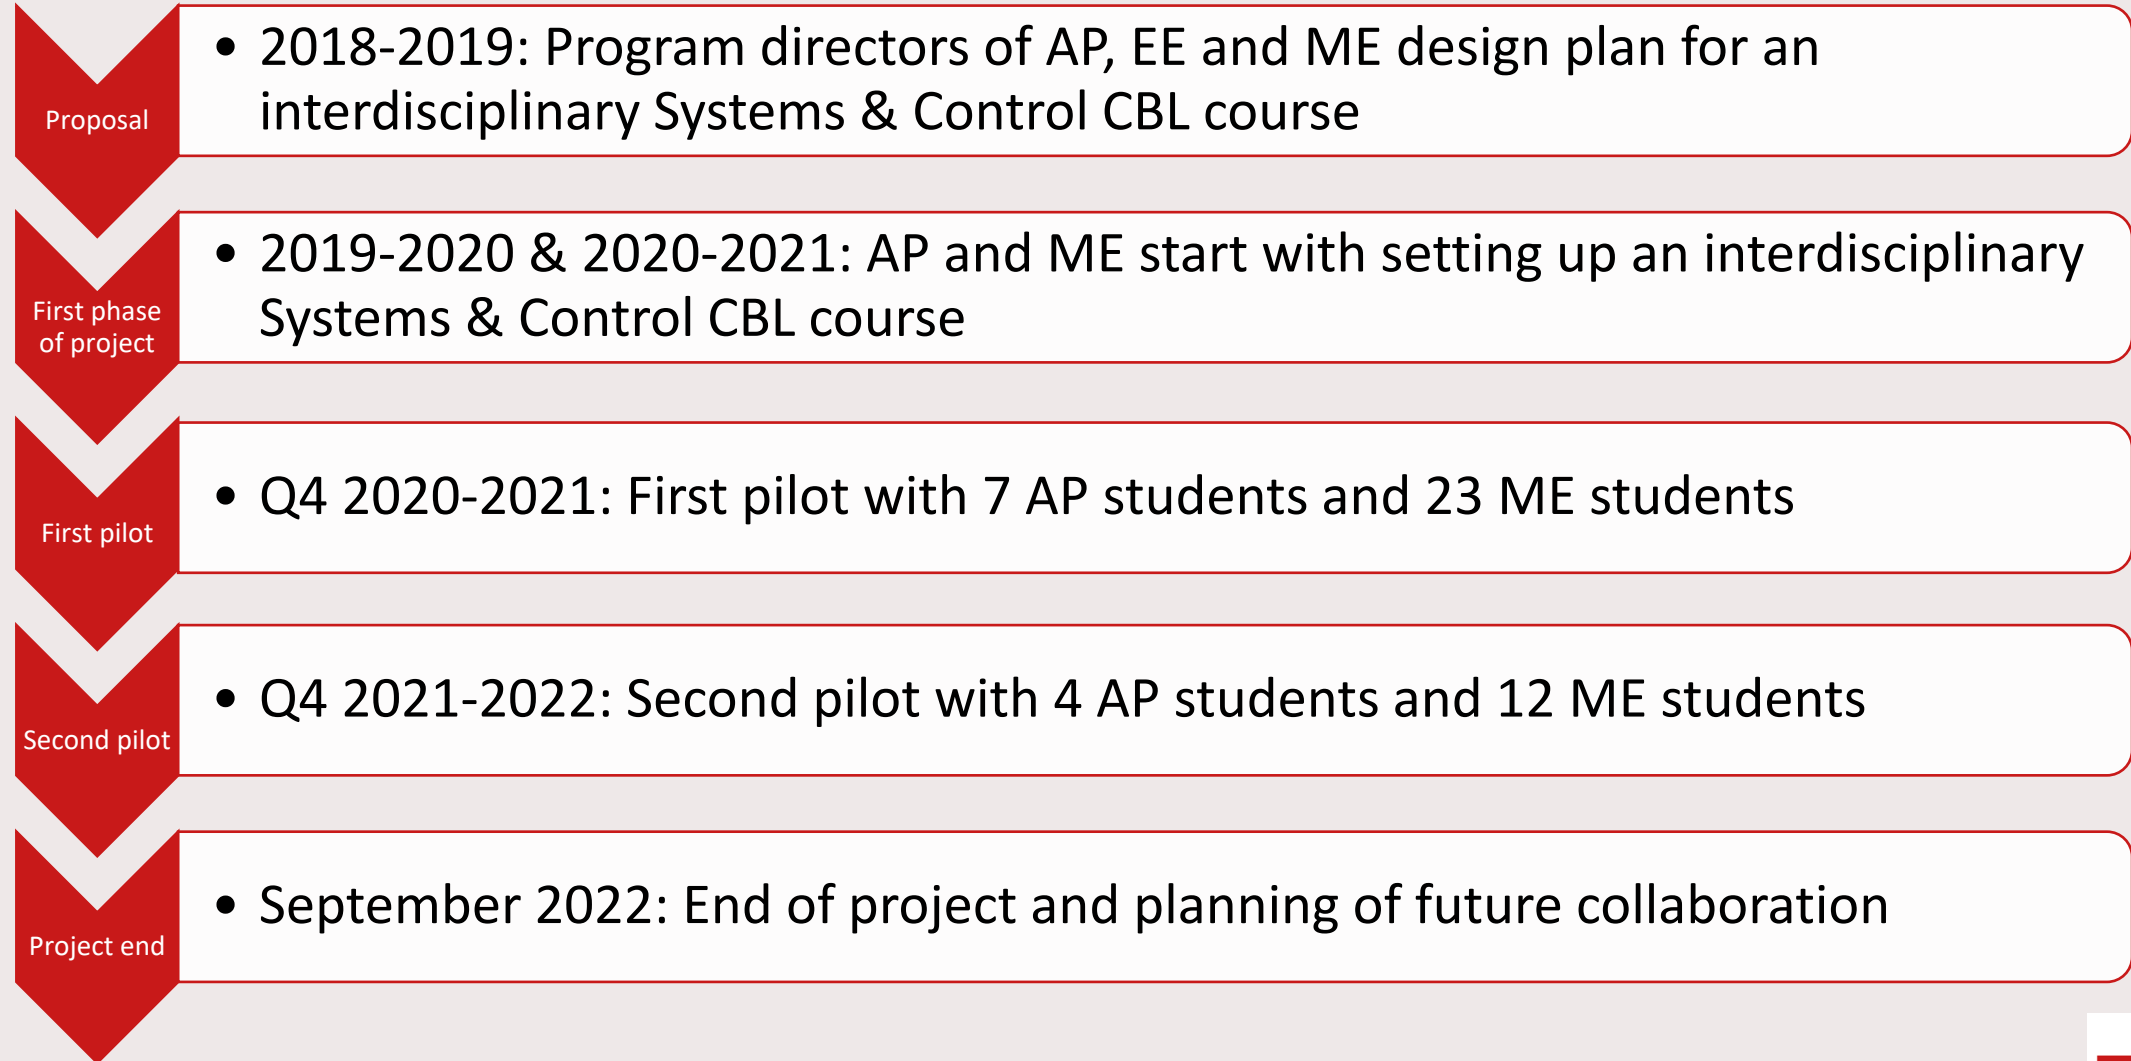 Proposal
• 2018-2019: Program directors of AP, EE and ME design plan for an
interdisciplinary Systems & Control CBL course
First phase
of project
• 2019-2020 & 2020-2021: AP and ME start with setting up an interdisciplinary
Systems & Control CBL course
First pilot
• Q4 2020-2021: First pilot with 7 AP students and 23 ME students
Second pilot
• Q4 2021-2022: Second pilot with 4 AP students and 12 ME students
Project end
• September 2022: End of project and planning of future collaboration